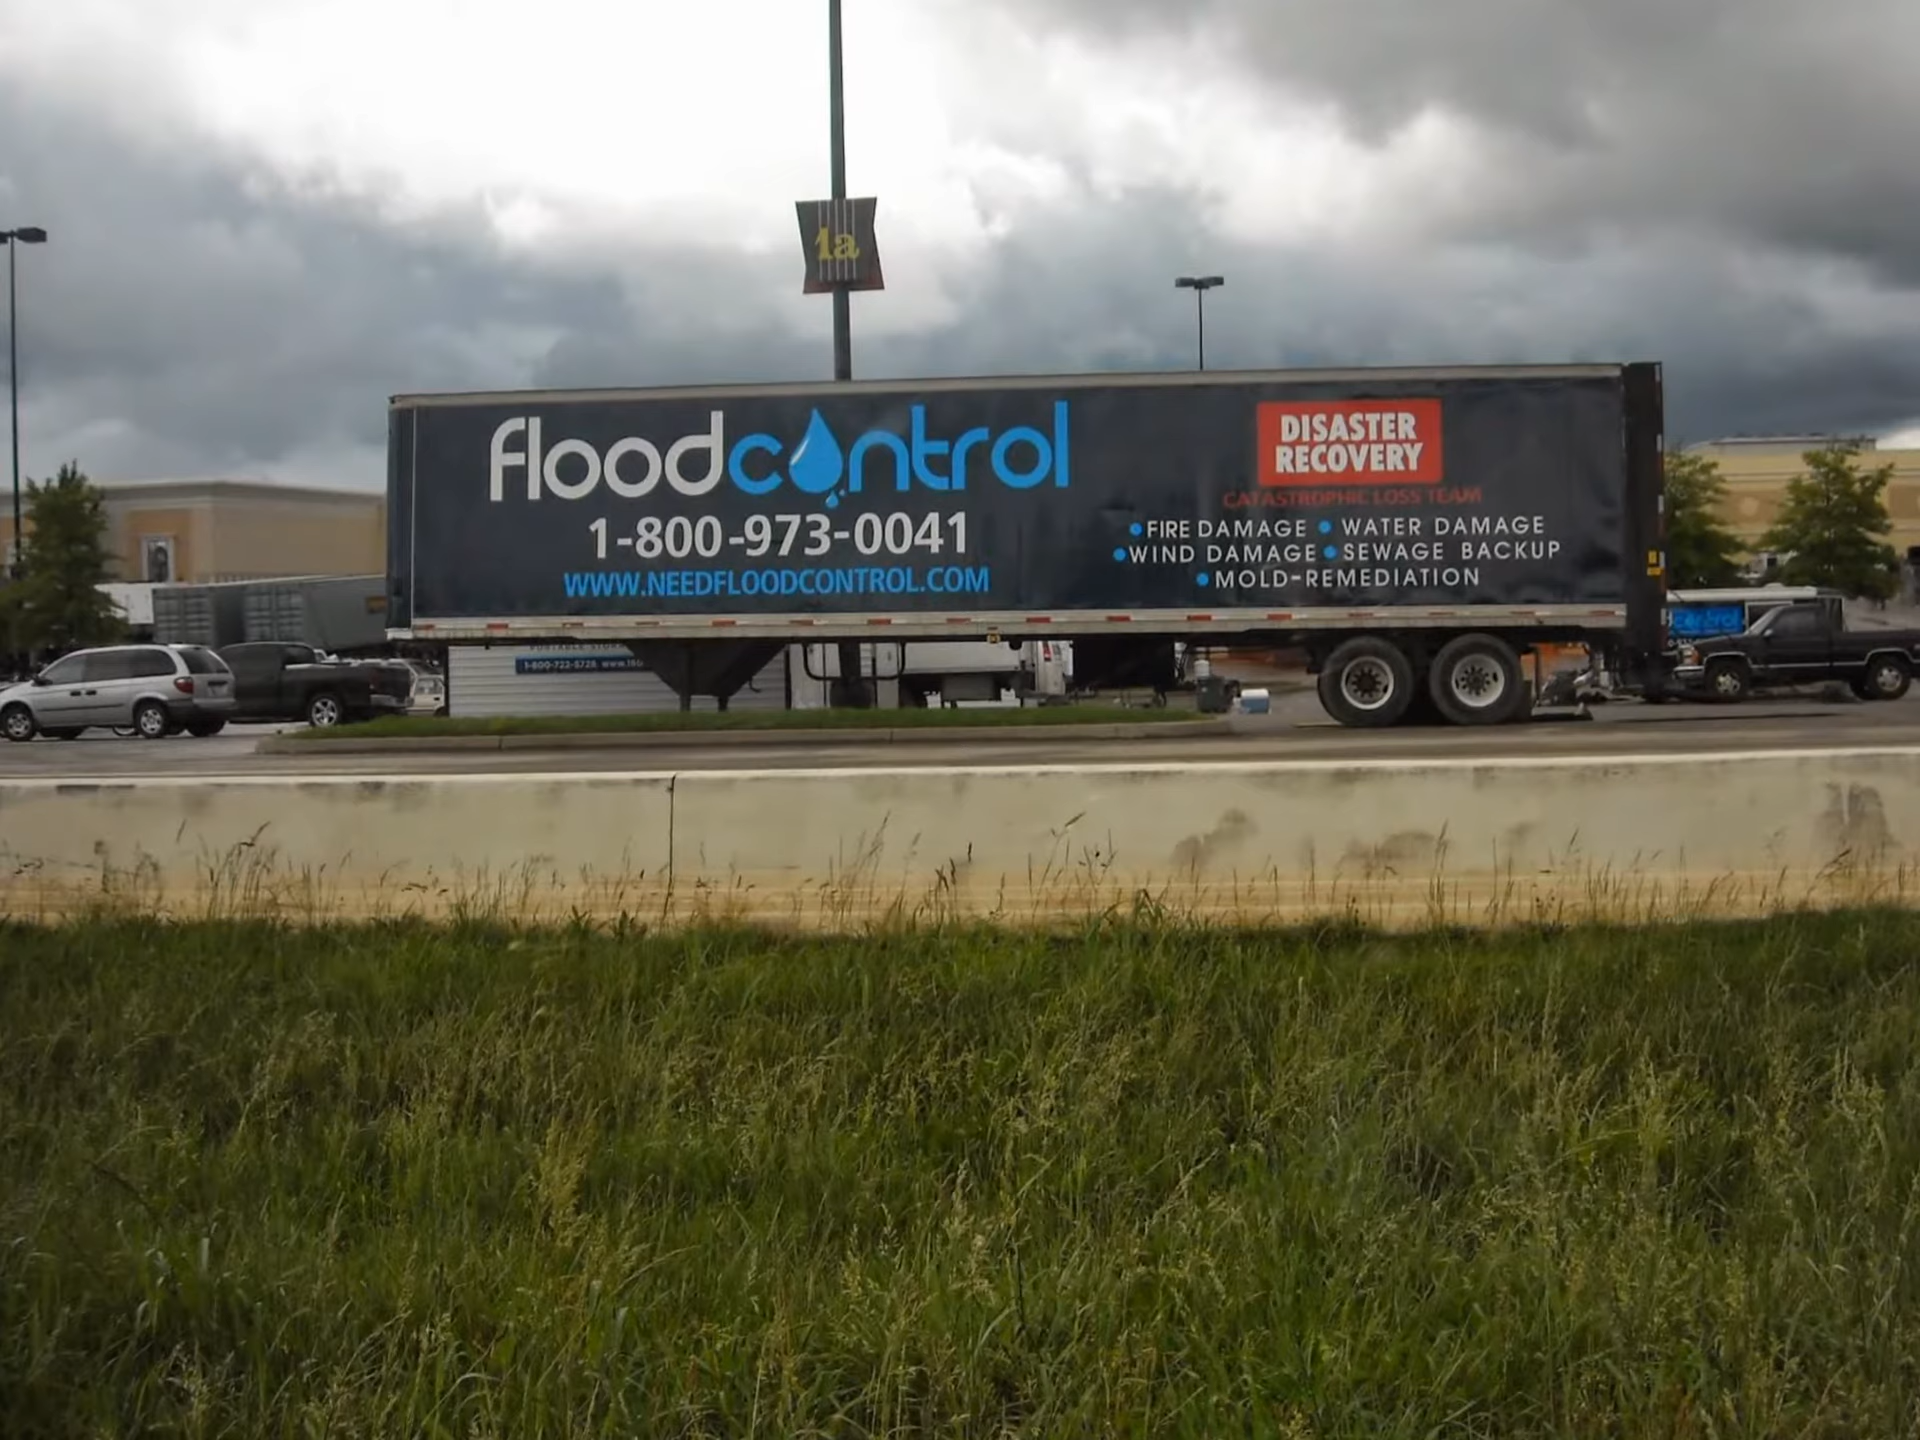 1a
floodcontrol
1-800-973-0041
WWW.NEEDFLOODCONTROL.COM
DISASTER
RECOVERY
CATASTROPHIC LOSS TEAM
FIRE DAMAGE • WATER DAMAGE
WIND DAMAGE • SEWAGE BACKUP
MOLD-REMEDIATION
control